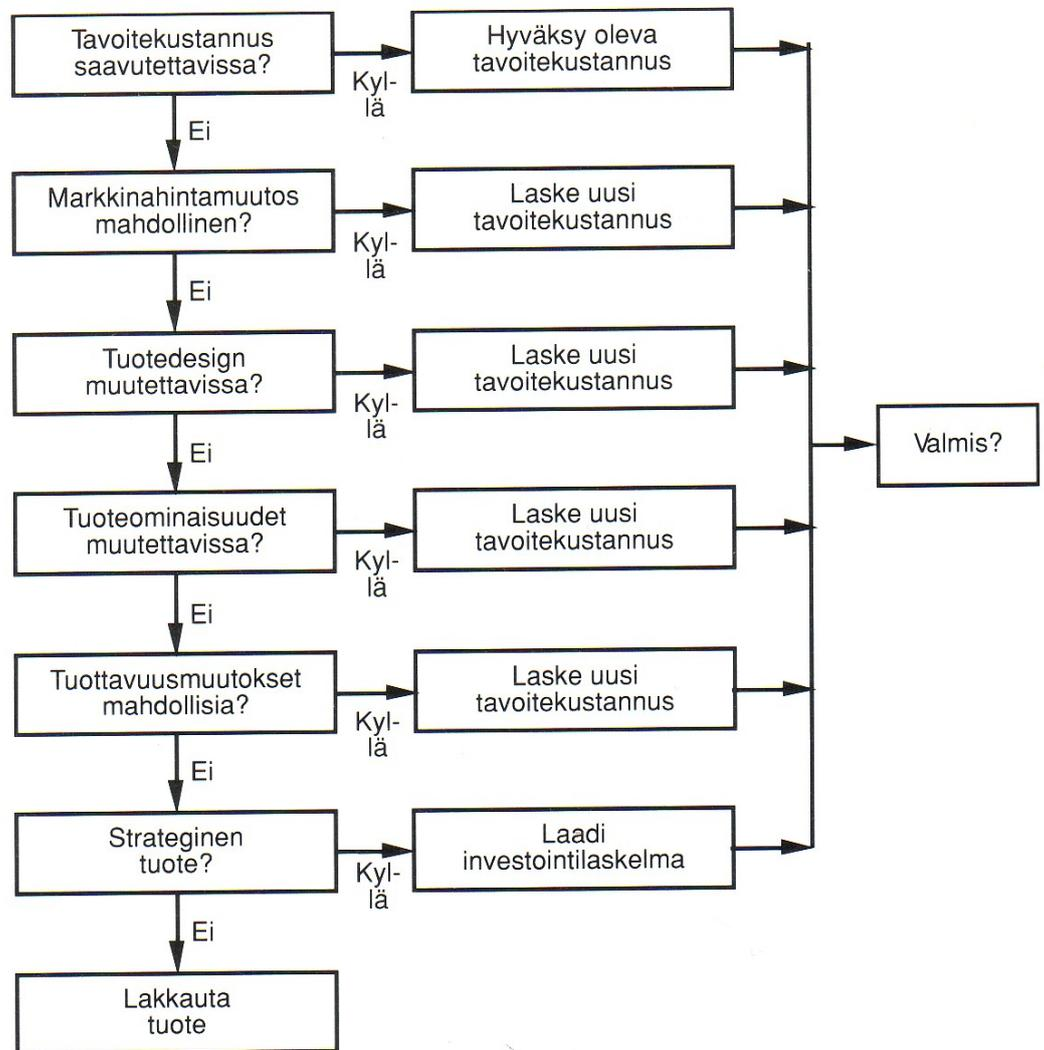 Tavoitekustannus
saavutettavissa?
Kyl-
lä
Hyväksy oleva
tavoitekustannus
Ei
Markkinahintamuutos
mahdollinen?
Kyl-
lä
Laske uusi
tavoitekustannus
Ei
Tuotedesign
muutettavissa?
Kyl-
lä
Laske uusi
tavoitekustannus
Valmis?
Ei
Tuoteominaisuudet
muutettavissa?
Kyl-
lä
Laske uusi
tavoitekustannus
Ei
Tuottavuusmuutokset
mahdollisia?
Kyl-
lä
Laske uusi
tavoitekustannus
Ei
Strateginen
tuote?
Kyl-
lä
Laadi
investointilaskelma
Ei
Lakkauta
tuote